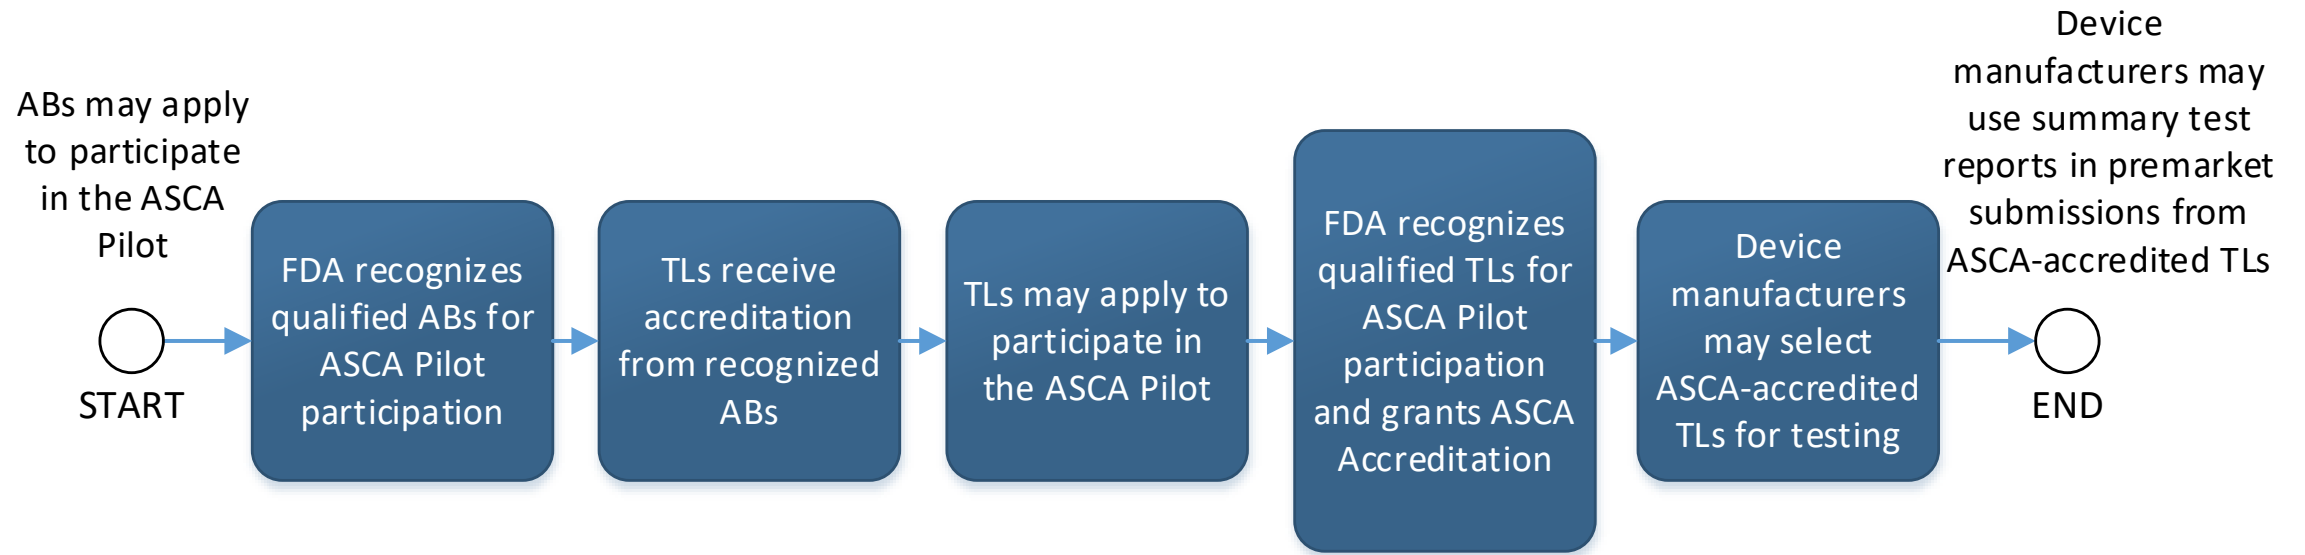 ABs may apply
to participate
in the ASCA
Pilot
START
FDA recognizes
qualified ABs for
ASCA Pilot
participation
TLs receive
accreditation
from recognized
ABs
TLs may apply to
participate in
the ASCA Pilot
FDA recognizes
qualified TLs for
ASCA Pilot
participation
and grants ASCA
Accreditation
Device
manufacturers
may select
ASCA-accredited
TLs for testing
Device
manufacturers may
use summary test
reports in premarket
submissions from
ASCA-accredited TLs
END